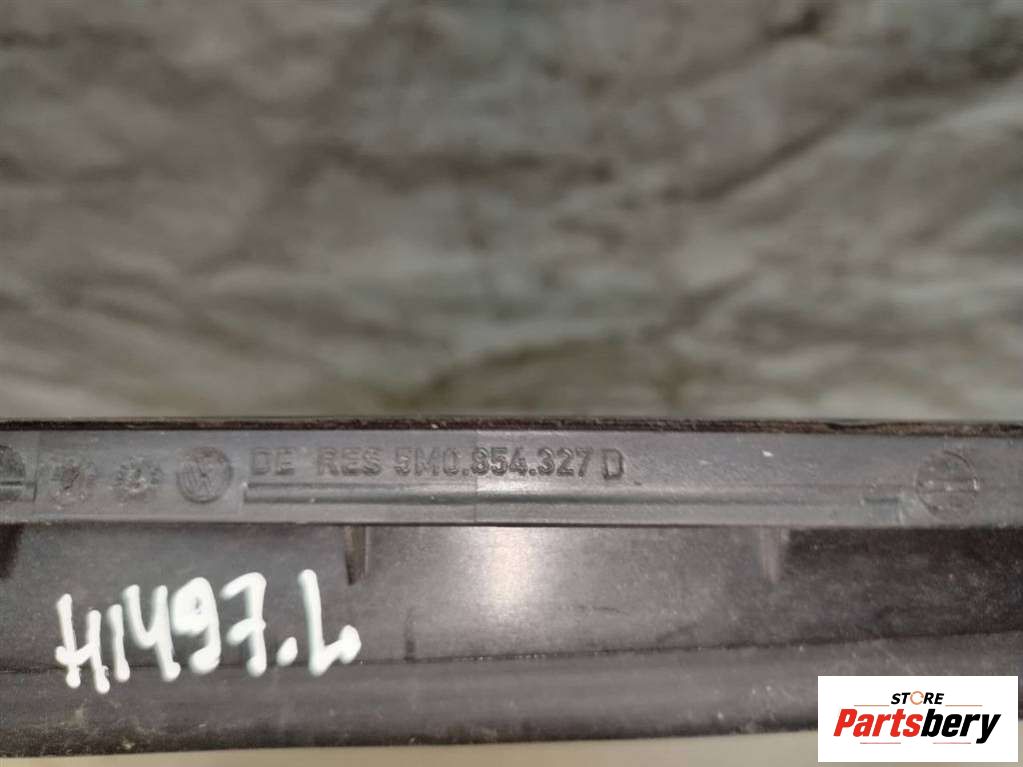 DE RES 5M0.854.327 D
H1497.L
STORE
Partsbery